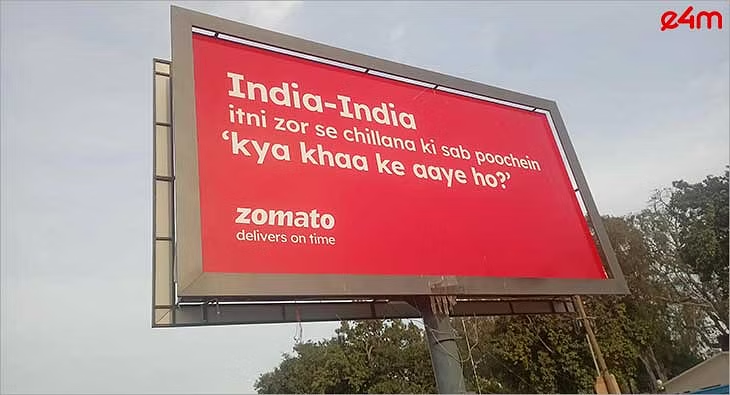 e4m
India-India
itni zor se chillana ki sab poochein
'kya khaa ke aaye ho?'
zomato
delivers on time